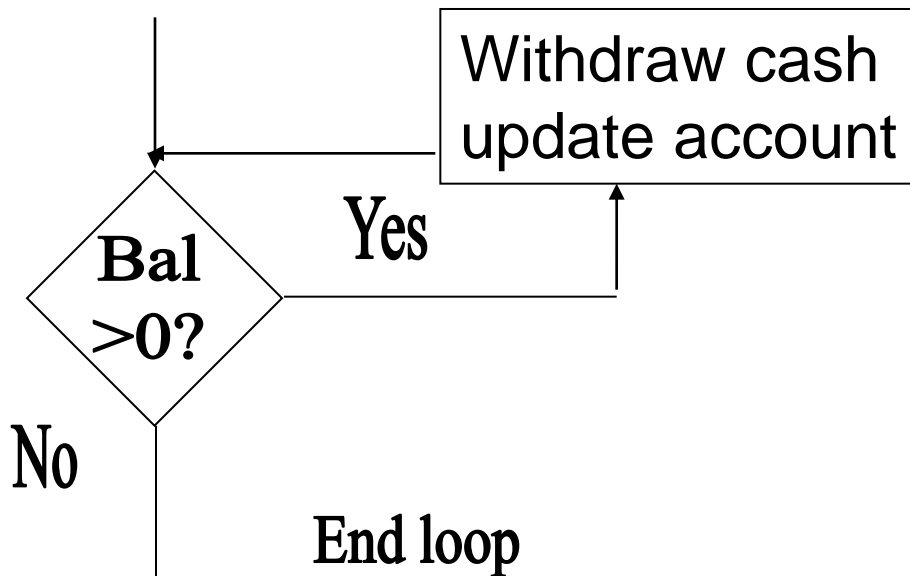 Withdraw cash
update account
Yes
Bal
>0?
No
End loop